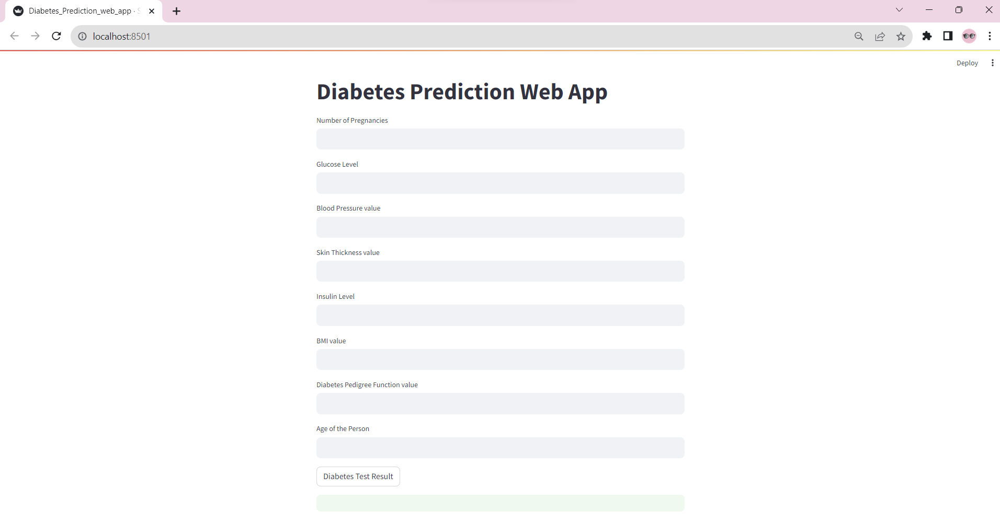 Diabetes_Prediction_web_app ·
localhost:8501
Deploy
Diabetes Prediction Web App
Number of Pregnancies
Glucose Level
Blood Pressure value
Skin Thickness value
Insulin Level
BMI value
Diabetes Pedigree Function value
Age of the Person
Diabetes Test Result